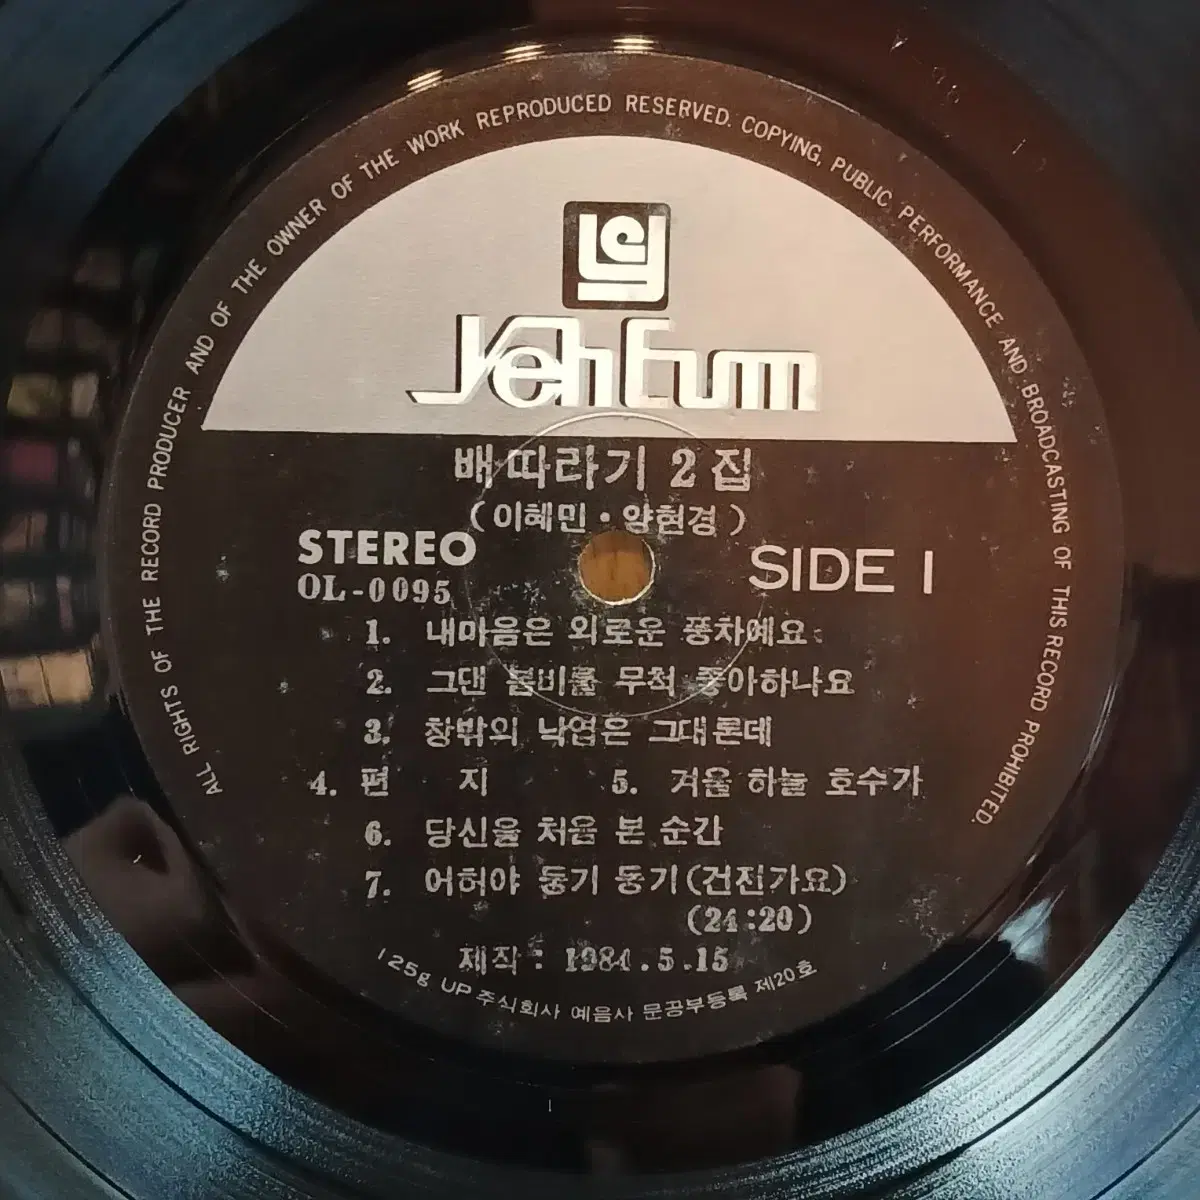 ALL RIGHTS OF THE RECORD PRODUCER AND OF THE OWNER OF THE WORK REPRODUCED RESERVED. COPYING, PUBLIC PERFORMANCE AND BROADCASTING OF THIS RECORD PROHIBITED.
Yeheum
배따라기 2집
(이혜민·양현경)
STEREO
SIDE 1
OL-0095
1. 내마음은 외로운 풍차예요
2. 그댄 봄비를 무척 좋아하나요
3. 창밖의 낙엽은 그대론데
4. 편 지 5. 겨울 하늘 호수가
6. 당신을 처음 본 순간
7. 어허야 둥기 둥기(건진가요)
(24:20)
제작 : 1984.5.15
125g UP 주식회사 예음사 문공부등록 제20호